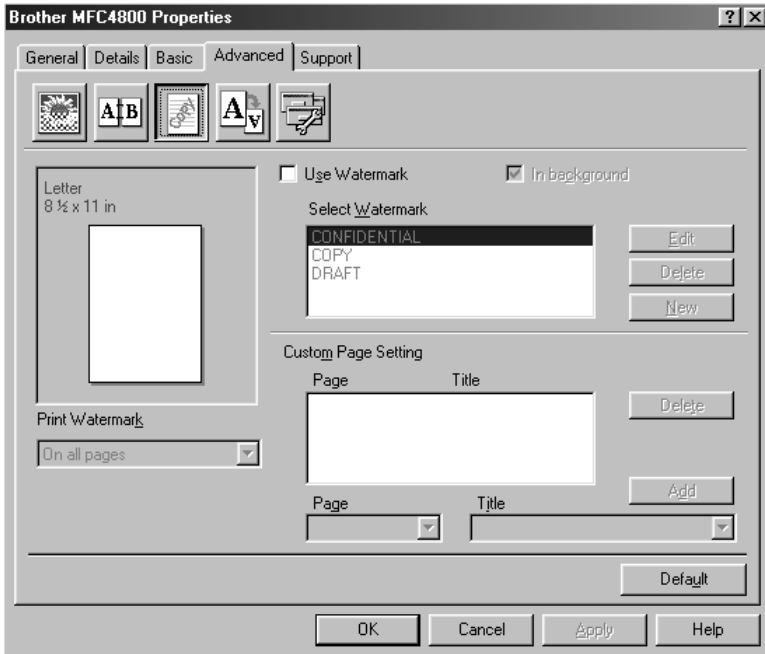 Brother MFC4800 Properties
General Details Basic Advanced Support
A B COPY A A
Letter
8 ½ x 11 in
Use Watermark In background
Select Watermark
CONFIDENTIAL
COPY
DRAFT
Edit
Delete
New
Print Watermark
On all pages
Custom Page Setting
Page Title
Delete
Add
Page Title
Default
OK Cancel Apply Help